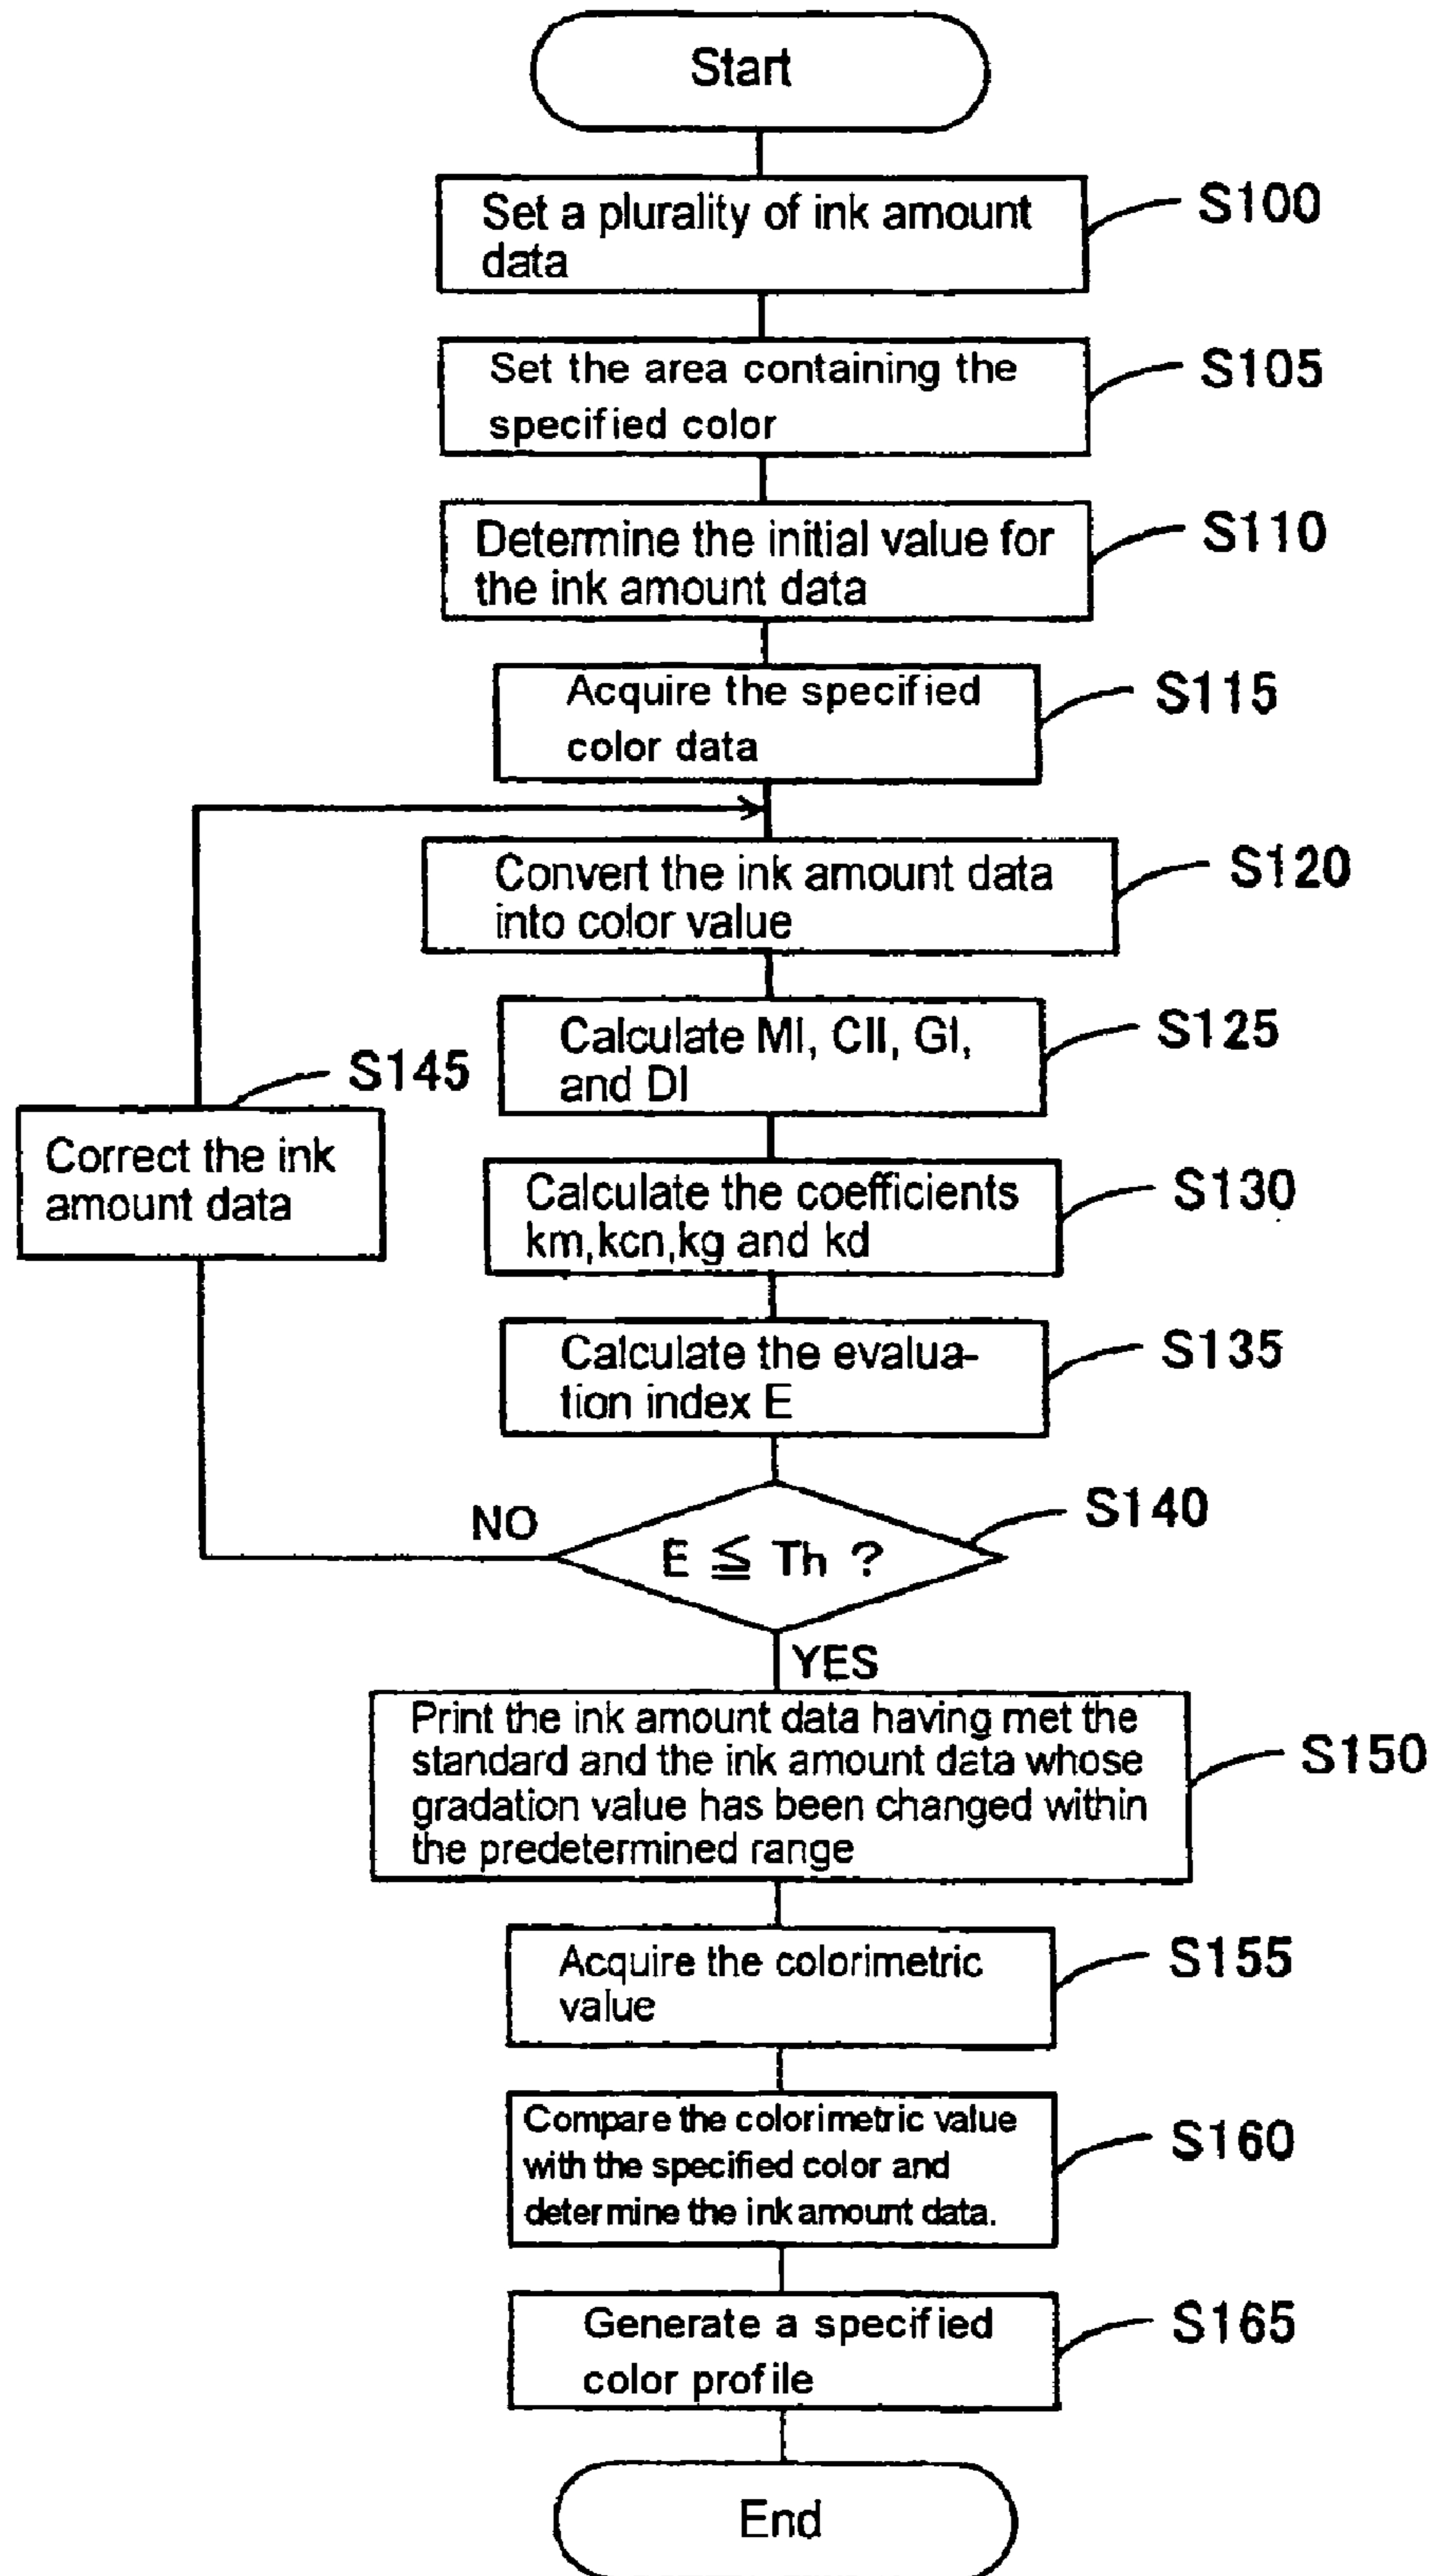 Start
Set a plurality of ink amount
data
S100
Set the area containing the
specified color
S105
Determine the initial value for
the ink amount data
S110
Acquire the specified
color data
S115
Convert the ink amount data
into color value
S120
Calculate MI, CII, GI,
and DI
S125
S145
Correct the ink
amount data
Calculate the coefficients
km,kcn,kg and kd
S130
Calculate the evalua-
tion index E
S135
NO
E ≦ Th ?
S140
YES
Print the ink amount data having met the
standard and the ink amount data whose
gradation value has been changed within
the predetermined range
S150
Acquire the colorimetric
value
S155
Compare the colorimetric value
with the specified color and
determine the ink amount data.
S160
Generate a specified
color profile
S165
End